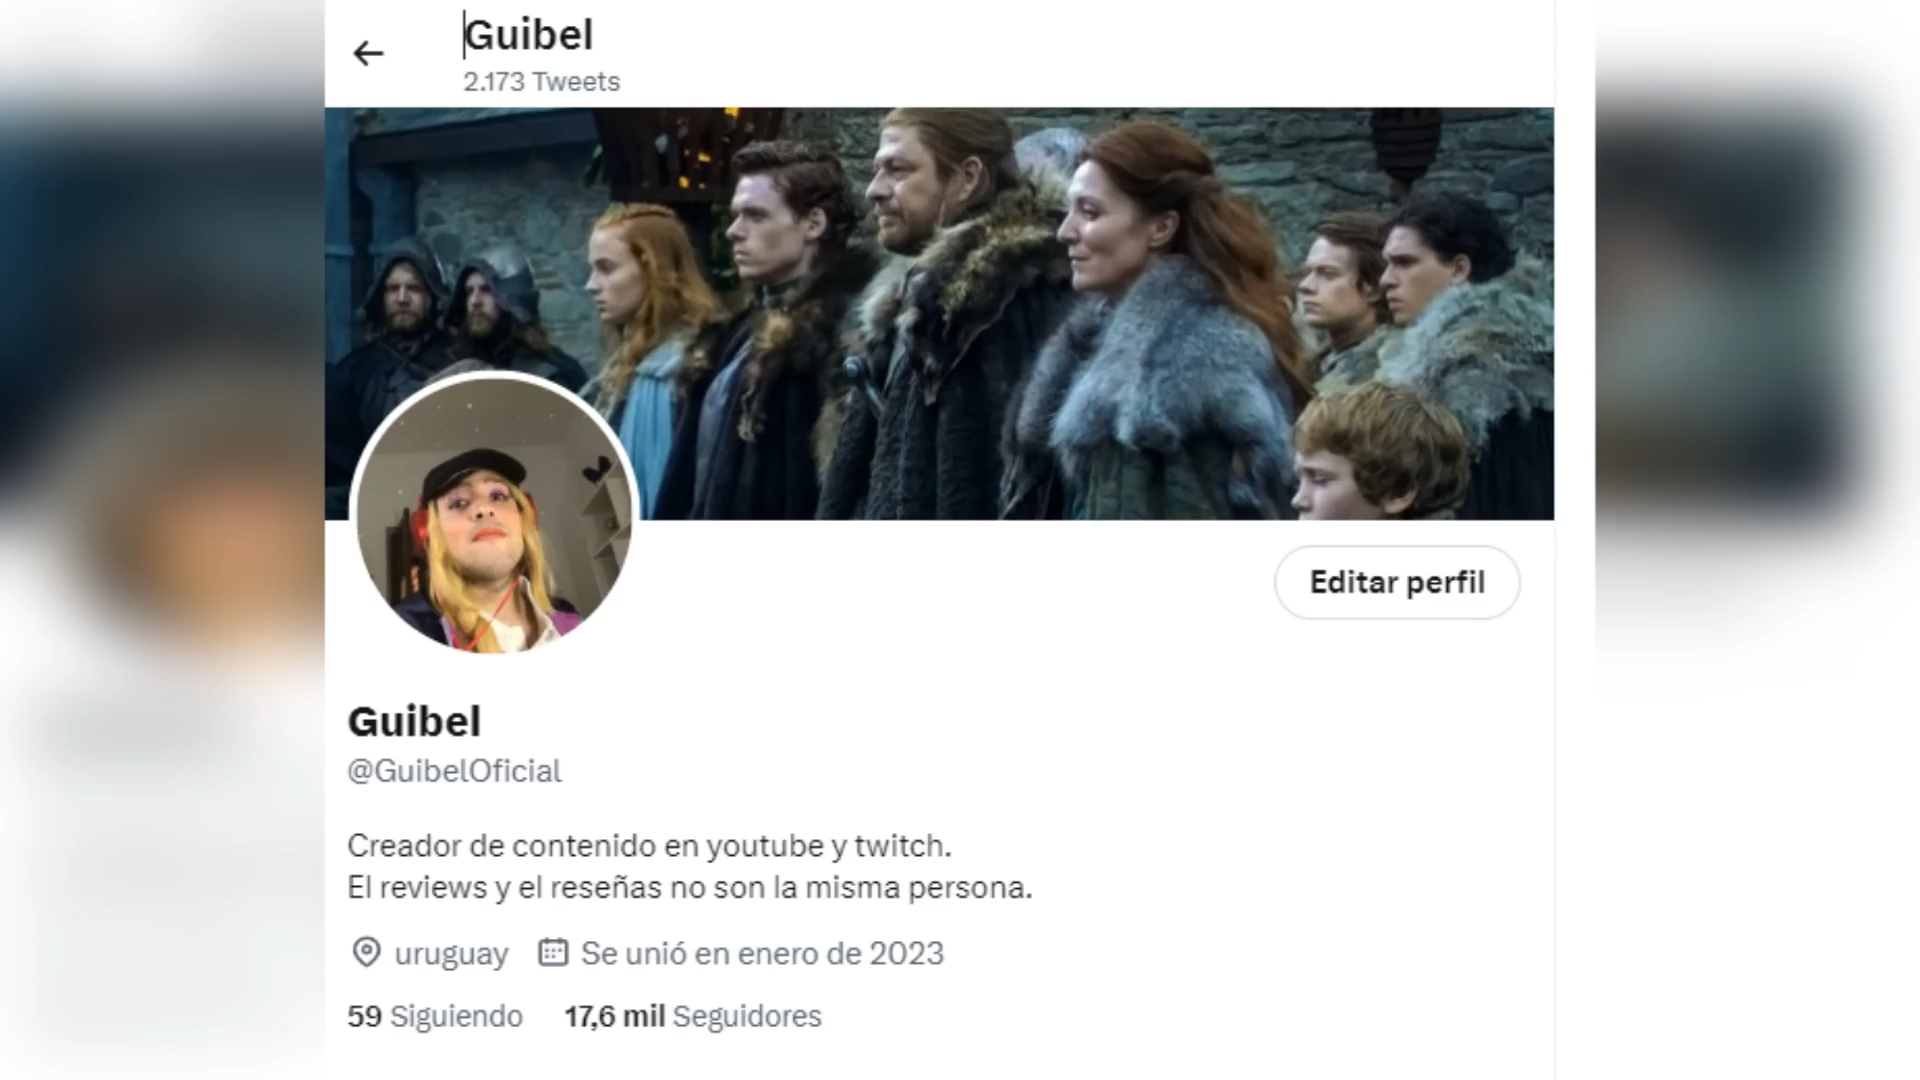 Guibel
2.173 Tweets
Editar perfil
Guibel
@GuibelOficial
Creador de contenido en youtube y twitch.
El reviews y el reseñas no son la misma persona.
uruguay Se unió en enero de 2023
59 Siguiendo 17,6 mil Seguidores